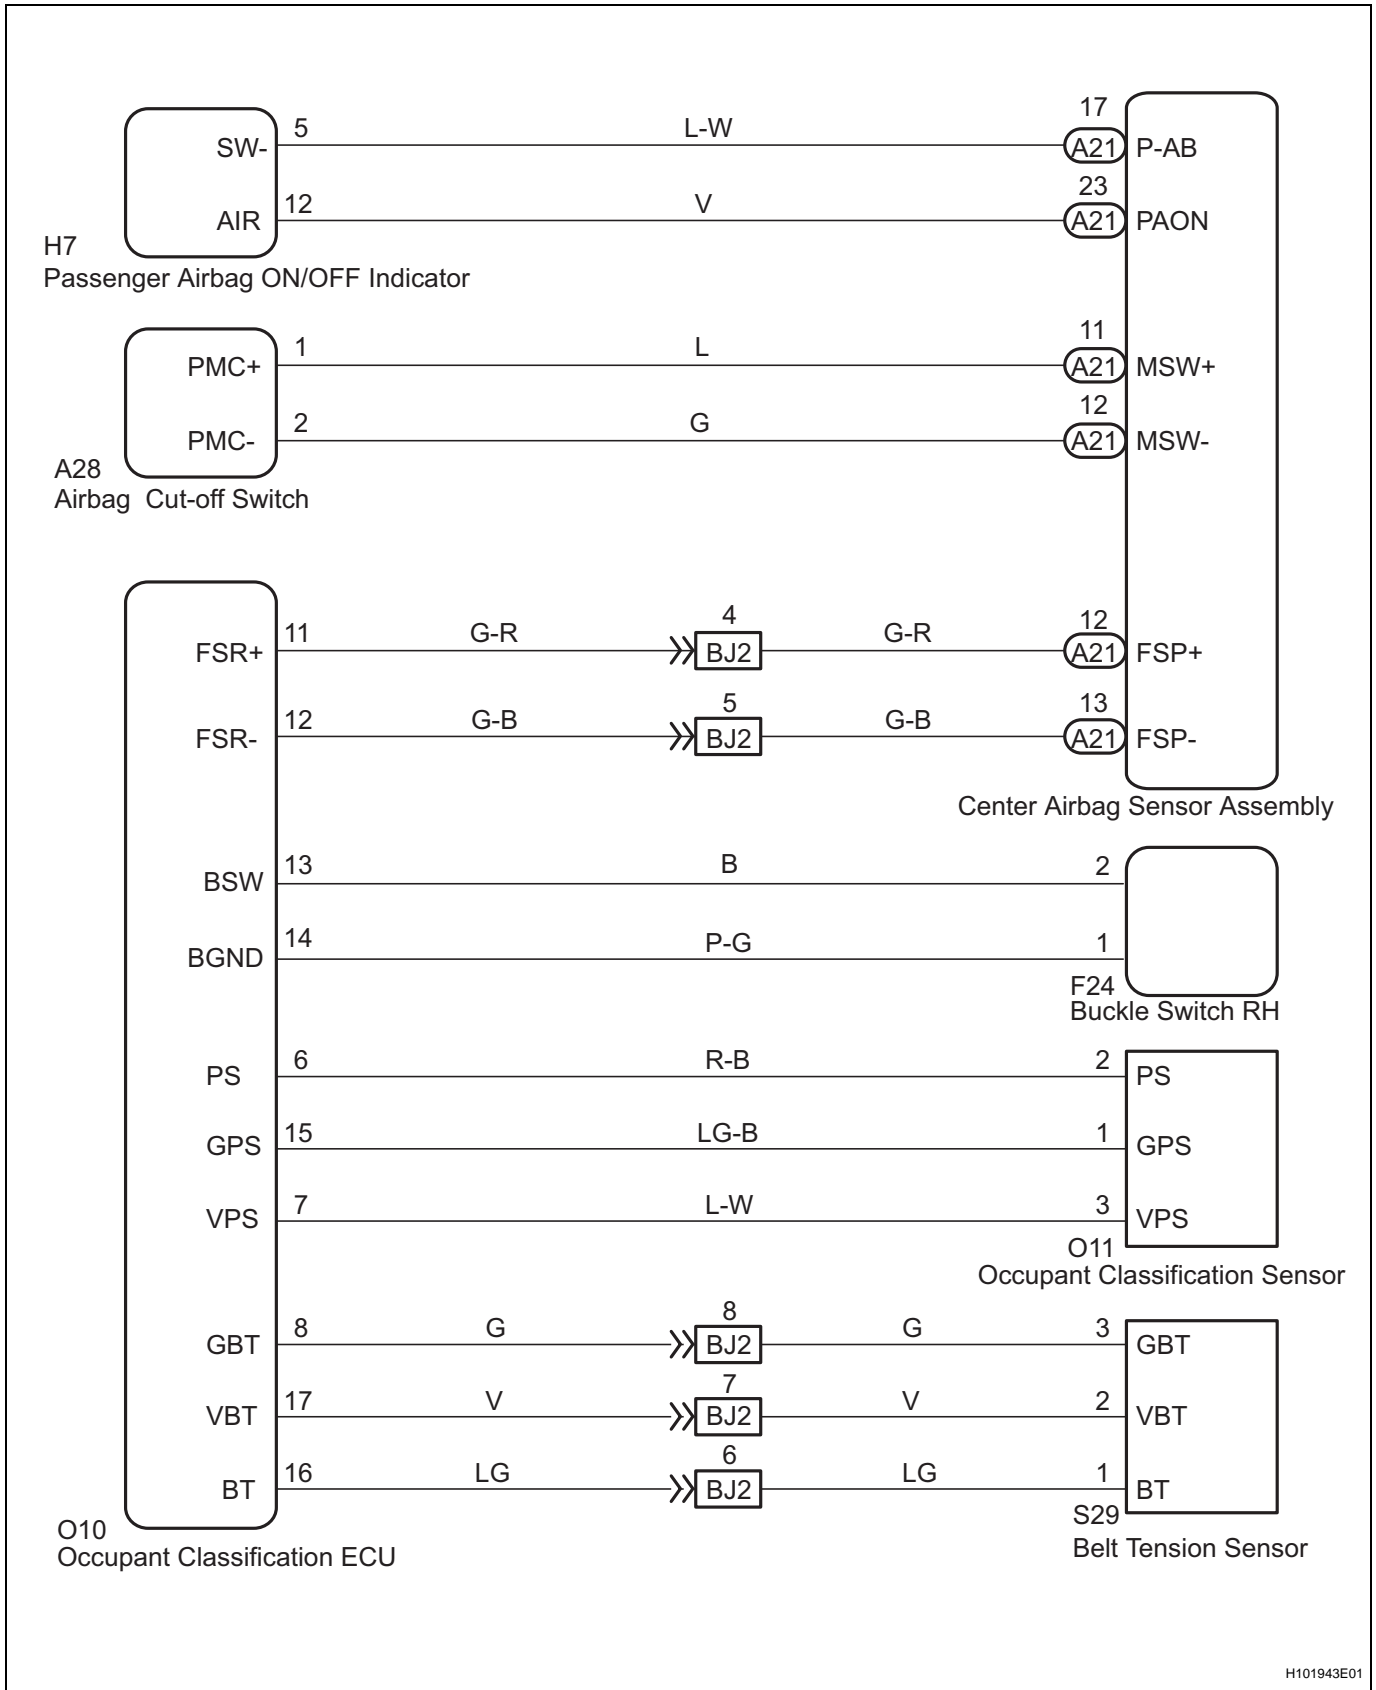 17
5 L-W
SW- A21 P-AB
23
12 V
AIR A21 PAON
H7
Passenger Airbag ON/OFF Indicator
11
1 L
PMC+ A21 MSW+
12
2 G
PMC- A21 MSW-
A28
Airbag Cut-off Switch
4 12
11 G-R G-R
FSR+ BJ2 A21 FSP+
5 13
12 G-B G-B
FSR- BJ2 A21 FSP-
Center Airbag Sensor Assembly
13 B 2
BSW
14 P-G 1
BGND
F24
Buckle Switch RH
6 R-B 2
PS PS
15 LG-B 1
GPS GPS
7 L-W 3
VPS VPS
O11
Occupant Classification Sensor
8
8 G G 3
GBT BJ2 GBT
7
17 V V 2
VBT BJ2 VBT
6
16 LG LG 1
BT BJ2 BT
S29
O10
Belt Tension Sensor
Occupant Classification ECU
H101943E01